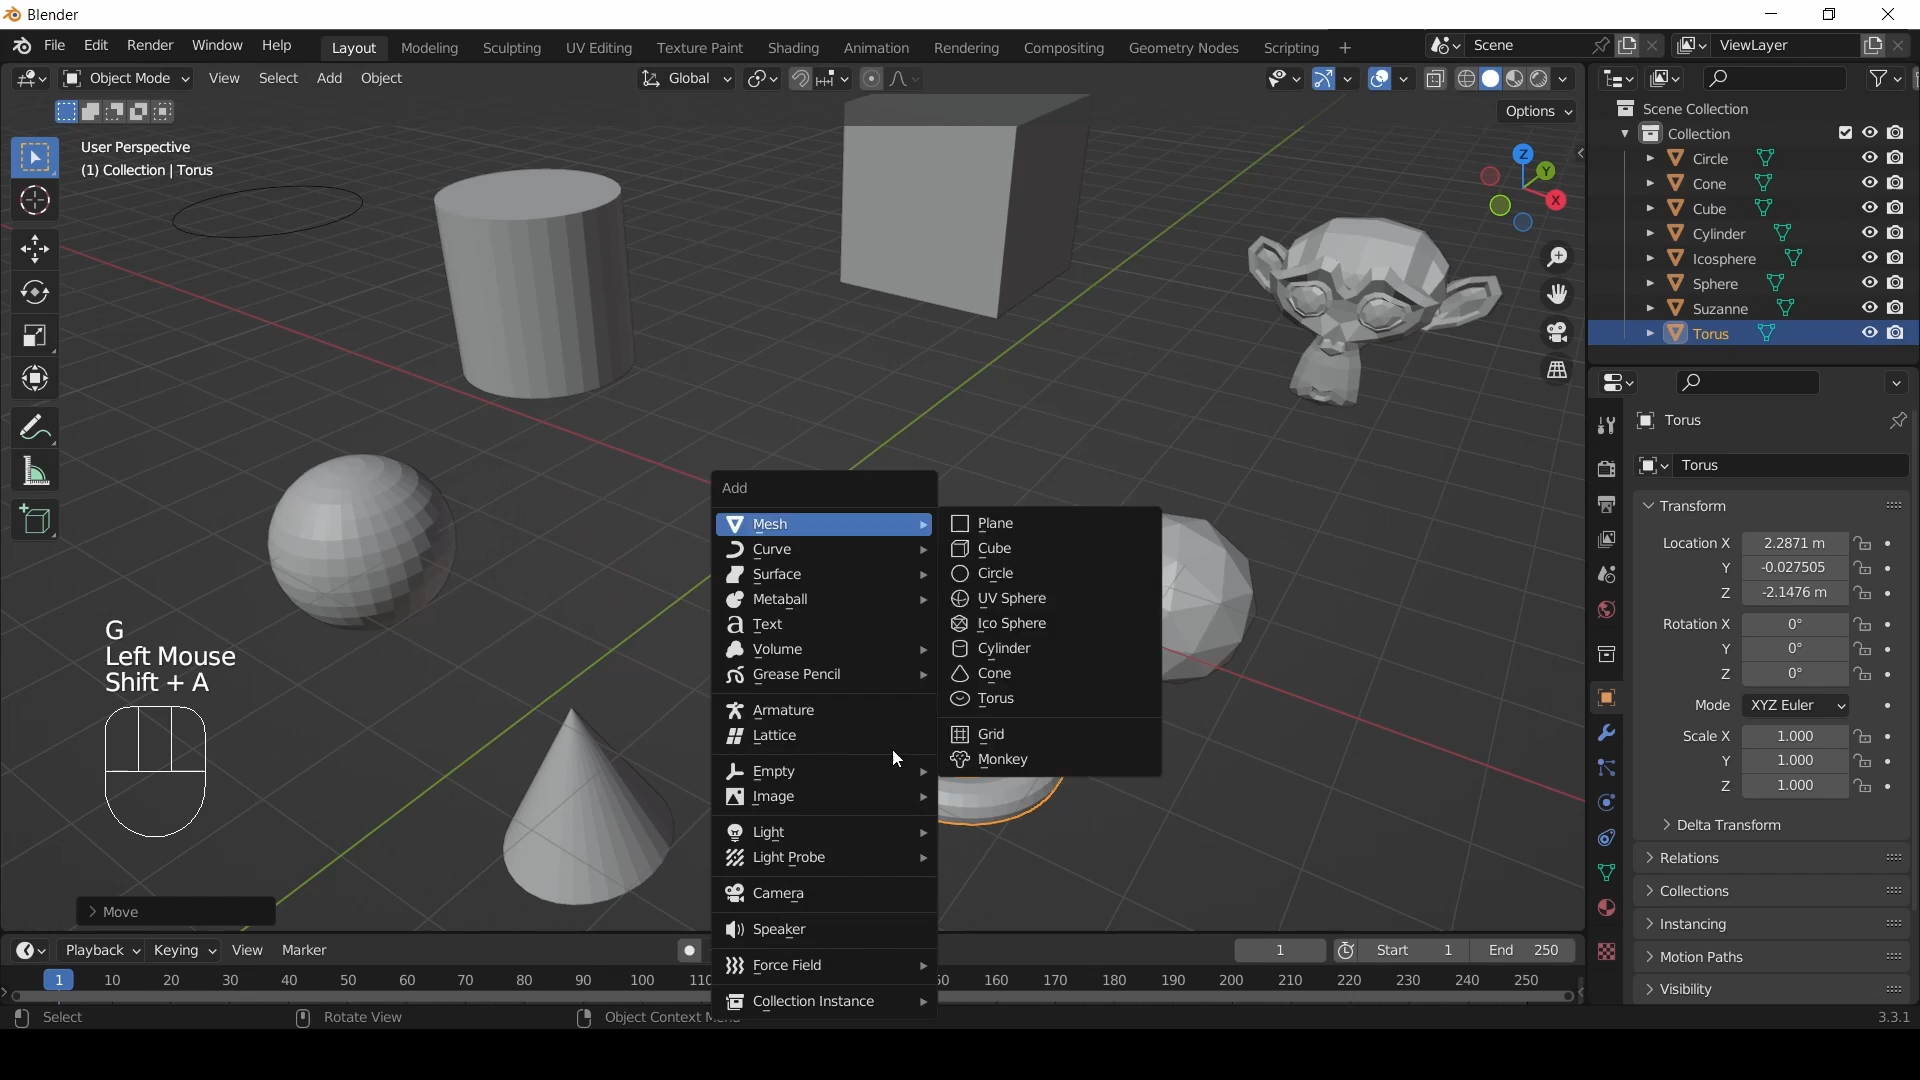 Blender
File Edit Render Window Help Layout Modeling Sculpting UV Editing Texture Paint Shading Animation Rendering Compositing Geometry Nodes Scripting + Scene ViewLayer
Object Mode View Select Add Object Global
Options
User Perspective
(1) Collection | Torus
Z
Y
X
Scene Collection
Collection
Circle
Cone
Cube
Cylinder
Icosphere
Sphere
Suzanne
Torus
Torus
Torus
Transform
Location X 2.2871 m
Y -0.027505
Z -2.1476 m
Rotation X 0°
Y 0°
Z 0°
Mode XYZ Euler
Scale X 1.000
Y 1.000
Z 1.000
Delta Transform
Relations
Collections
Instancing
Motion Paths
Visibility
Add
Mesh
Curve
Surface
Metaball
Text
Volume
Grease Pencil
Armature
Lattice
Empty
Image
Light
Light Probe
Camera
Speaker
Force Field
Collection Instance
Plane
Cube
Circle
UV Sphere
Ico Sphere
Cylinder
Cone
Torus
Grid
Monkey
G
Left Mouse
Shift + A
Move
Playback Keying View Marker 1 Start 1 End 250
1 10 20 30 40 50 60 70 80 90 100 160 170 180 190 200 210 220 230 240 250
Select Rotate View Object Context 3.3.1